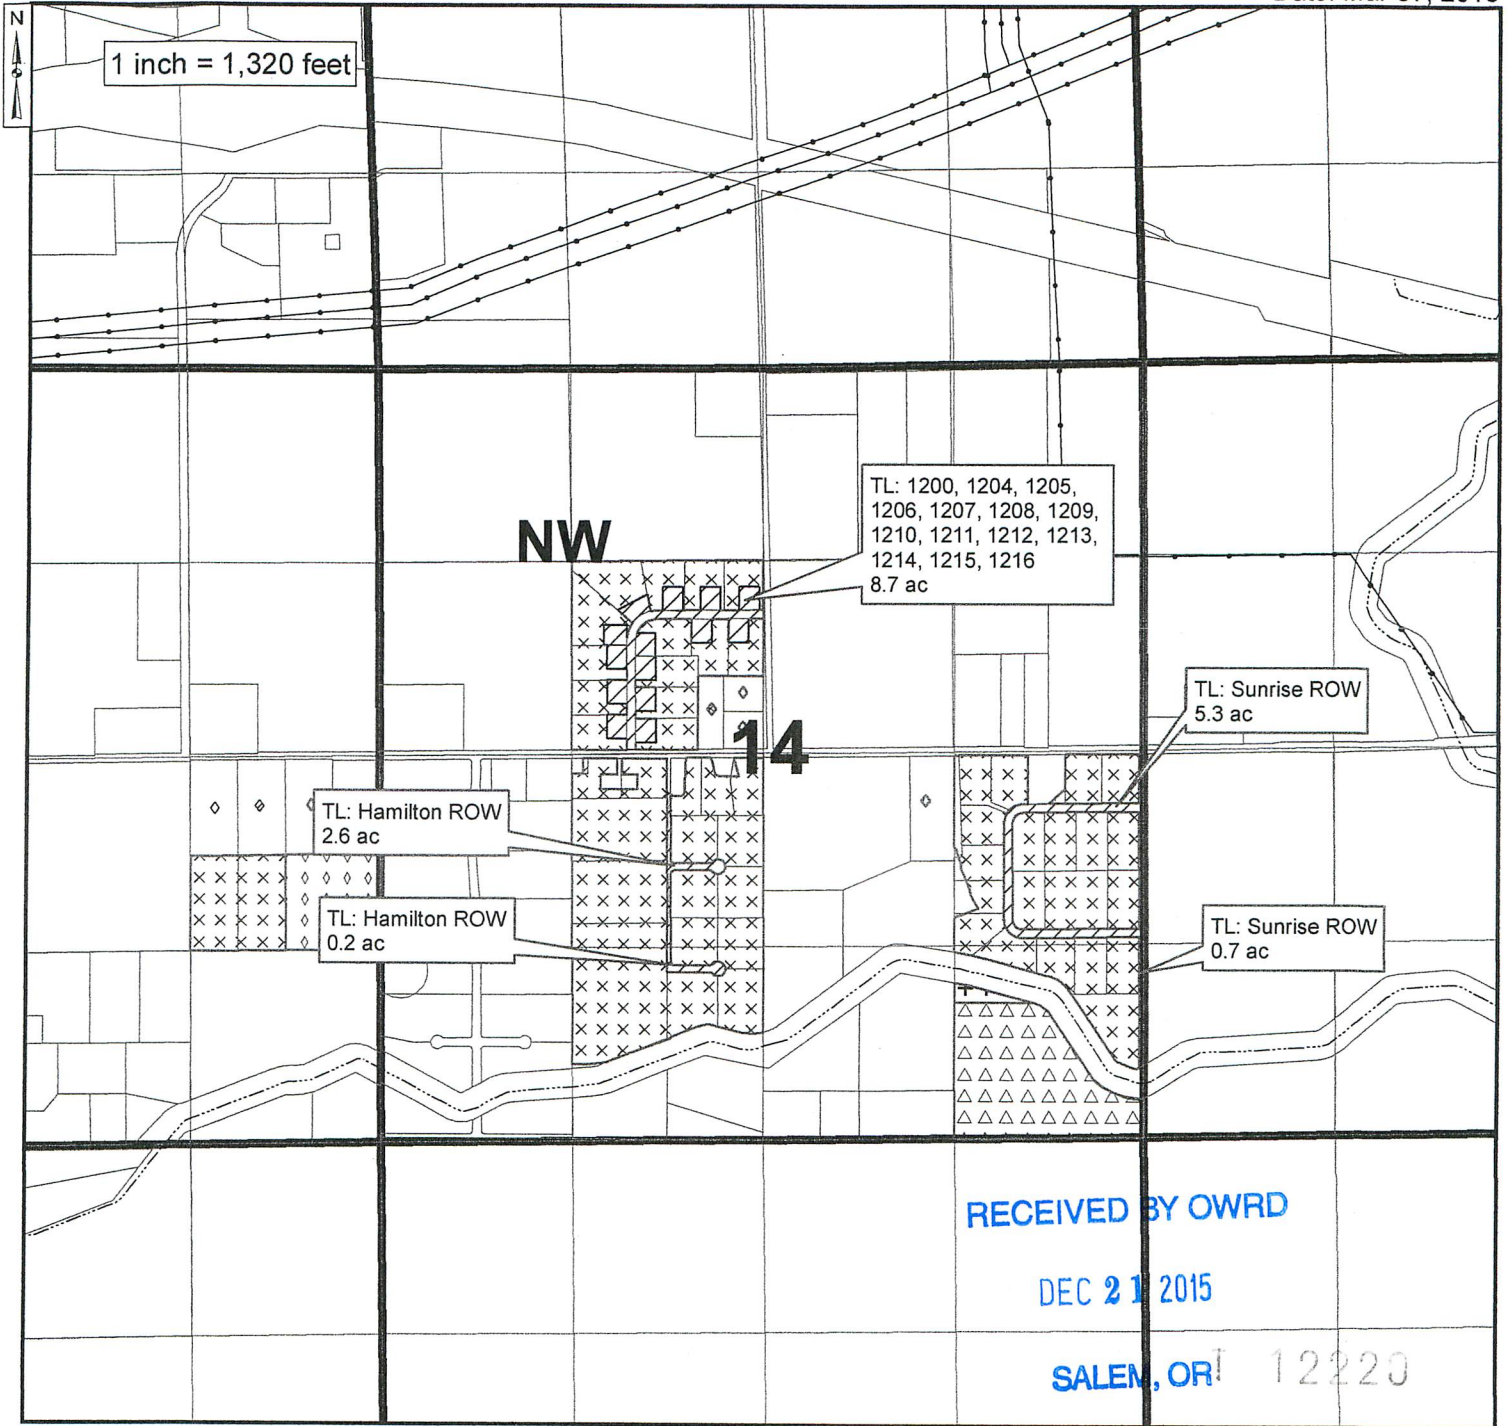 N
1 inch = 1,320 feet
NW
TL: 1200, 1204, 1205,
1206, 1207, 1208, 1209,
1210, 1211, 1212, 1213,
1214, 1215, 1216
8.7 ac
TL: Sunrise ROW
5.3 ac
14
TL: Hamilton ROW
2.6 ac
TL: Hamilton ROW
0.2 ac
TL: Sunrise ROW
0.7 ac
RECEIVED BY OWRD
DEC 21 2015
SALEM, OR
T 12220